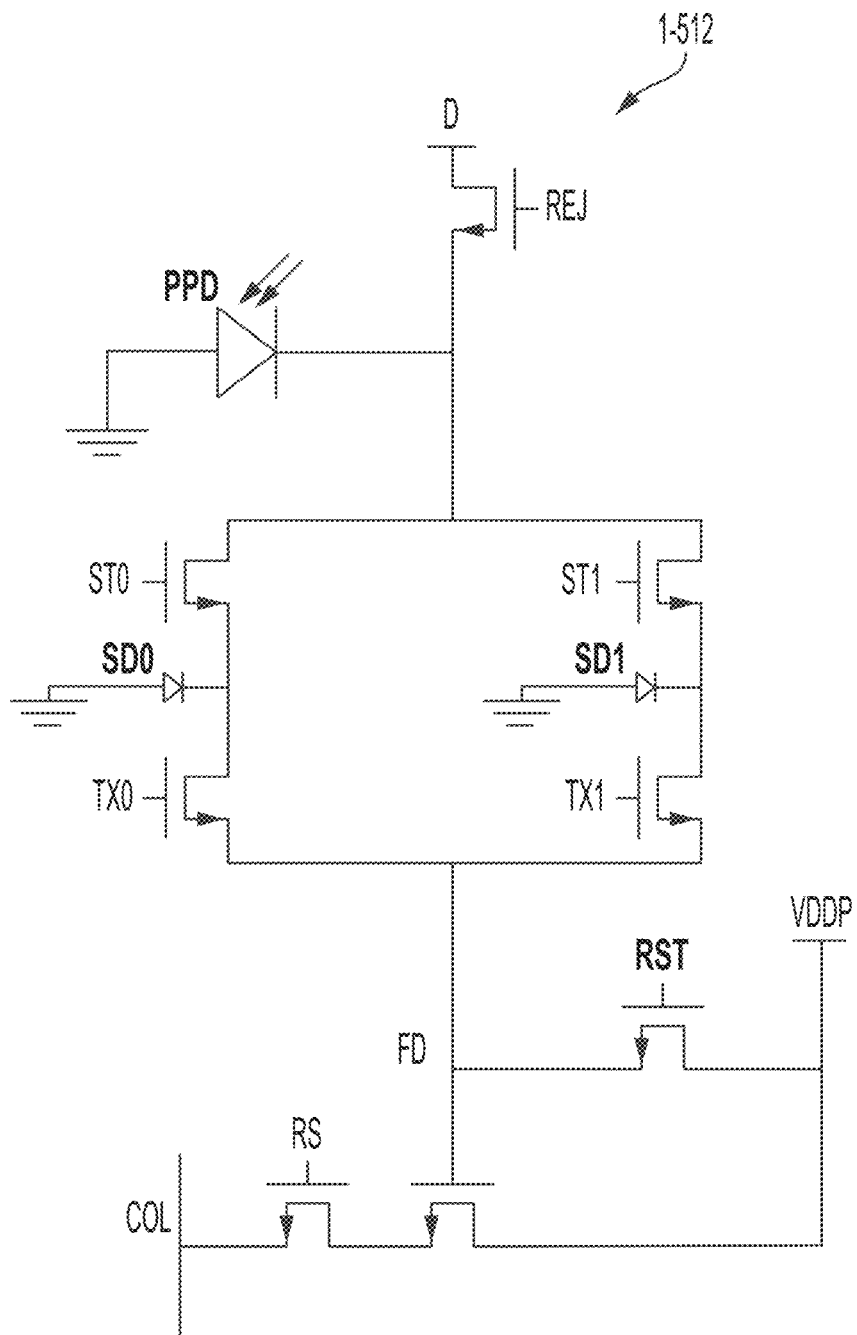 1-512
D
REJ
PPD
ST0
ST1
SD0
SD1
TX0
TX1
VDDP
RST
FD
RS
COL